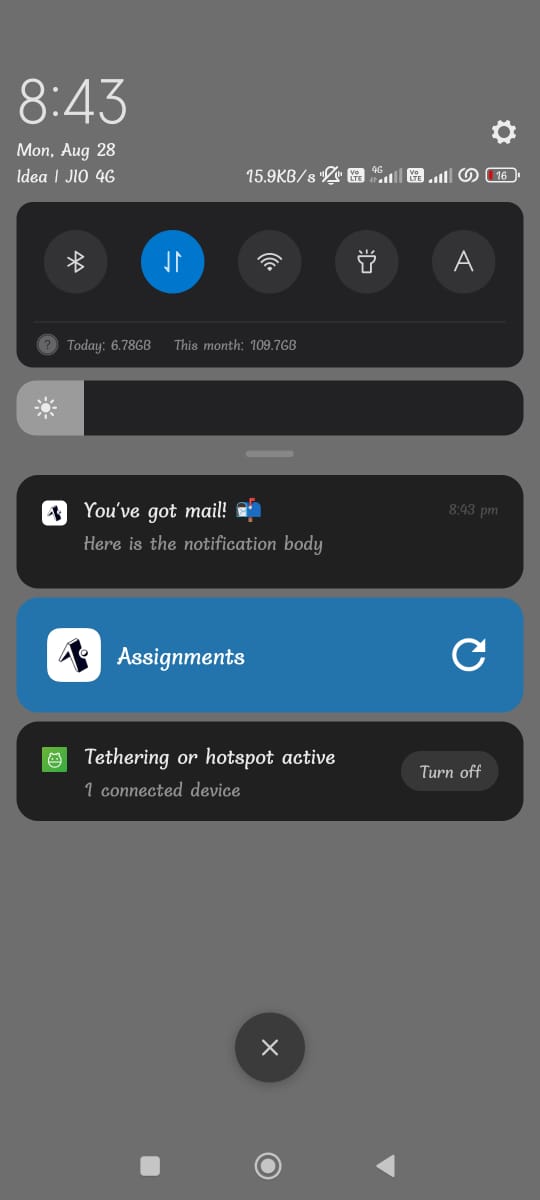 8:43
Mon, Aug 28
Idea | JIO 4G
15.9KB/s Vo LTE 4G Vo LTE 16
A
? Today: 6.78GB This month: 109.7GB
You've got mail! 📬 8:43 pm
Here is the notification body
Assignments
Tethering or hotspot active
1 connected device
Turn off